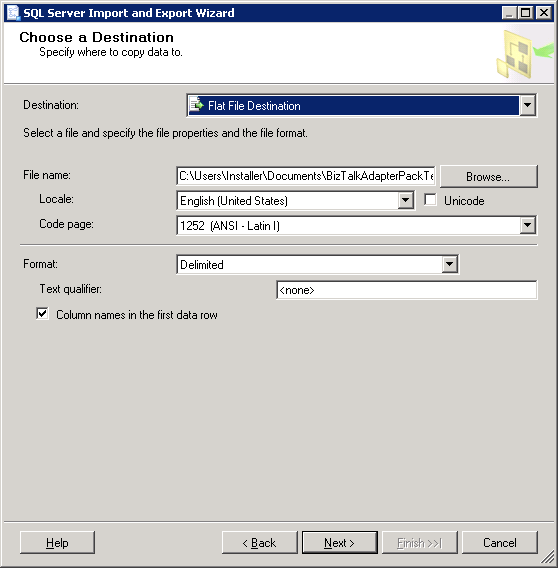 SQL Server Import and Export Wizard
Choose a Destination
Specify where to copy data to.
Destination: Flat File Destination
Select a file and specify the file properties and the file format.
File name: C:\Users\Installer\Documents\BizTalkAdapterPackTe Browse...
Locale: English (United States) Unicode
Code page: 1252 (ANSI - Latin I)
Format: Delimited
Text qualifier: <none>
Column names in the first data row
Help < Back Next > Finish >>| Cancel